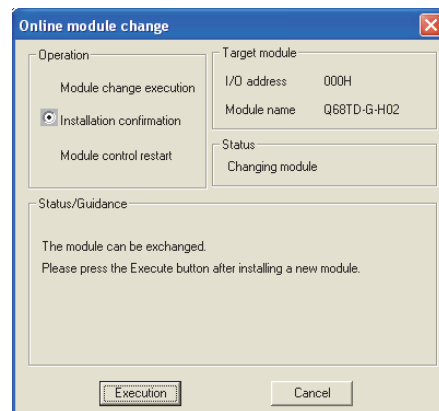 Online module change
Operation
Module change execution
Installation confirmation
Module control restart
Target module
I/O address 000H
Module name Q68TD-G-H02
Status
Changing module
Status/Guidance
The module can be exchanged.
Please press the Execute button after installing a new module.
Execution Cancel